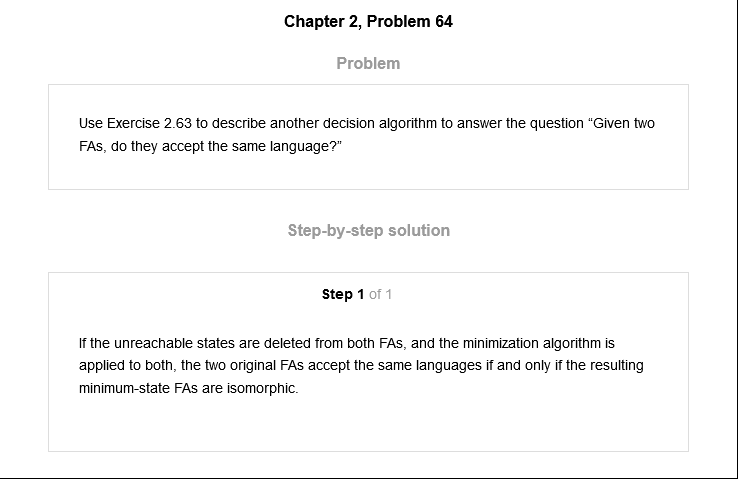 Chapter 2, Problem 64
Problem
Use Exercise 2.63 to describe another decision algorithm to answer the question “Given two
FAs, do they accept the same language?”
Step-by-step solution
Step 1 of 1
If the unreachable states are deleted from both FAs, and the minimization algorithm is
applied to both, the two original FAs accept the same languages if and only if the resulting
minimum-state FAs are isomorphic.